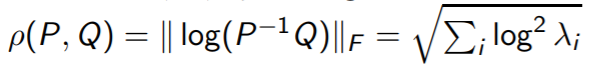 ρ(P, Q) = ‖ log(P⁻¹Q)‖_F = √(∑_i log² λ_i)